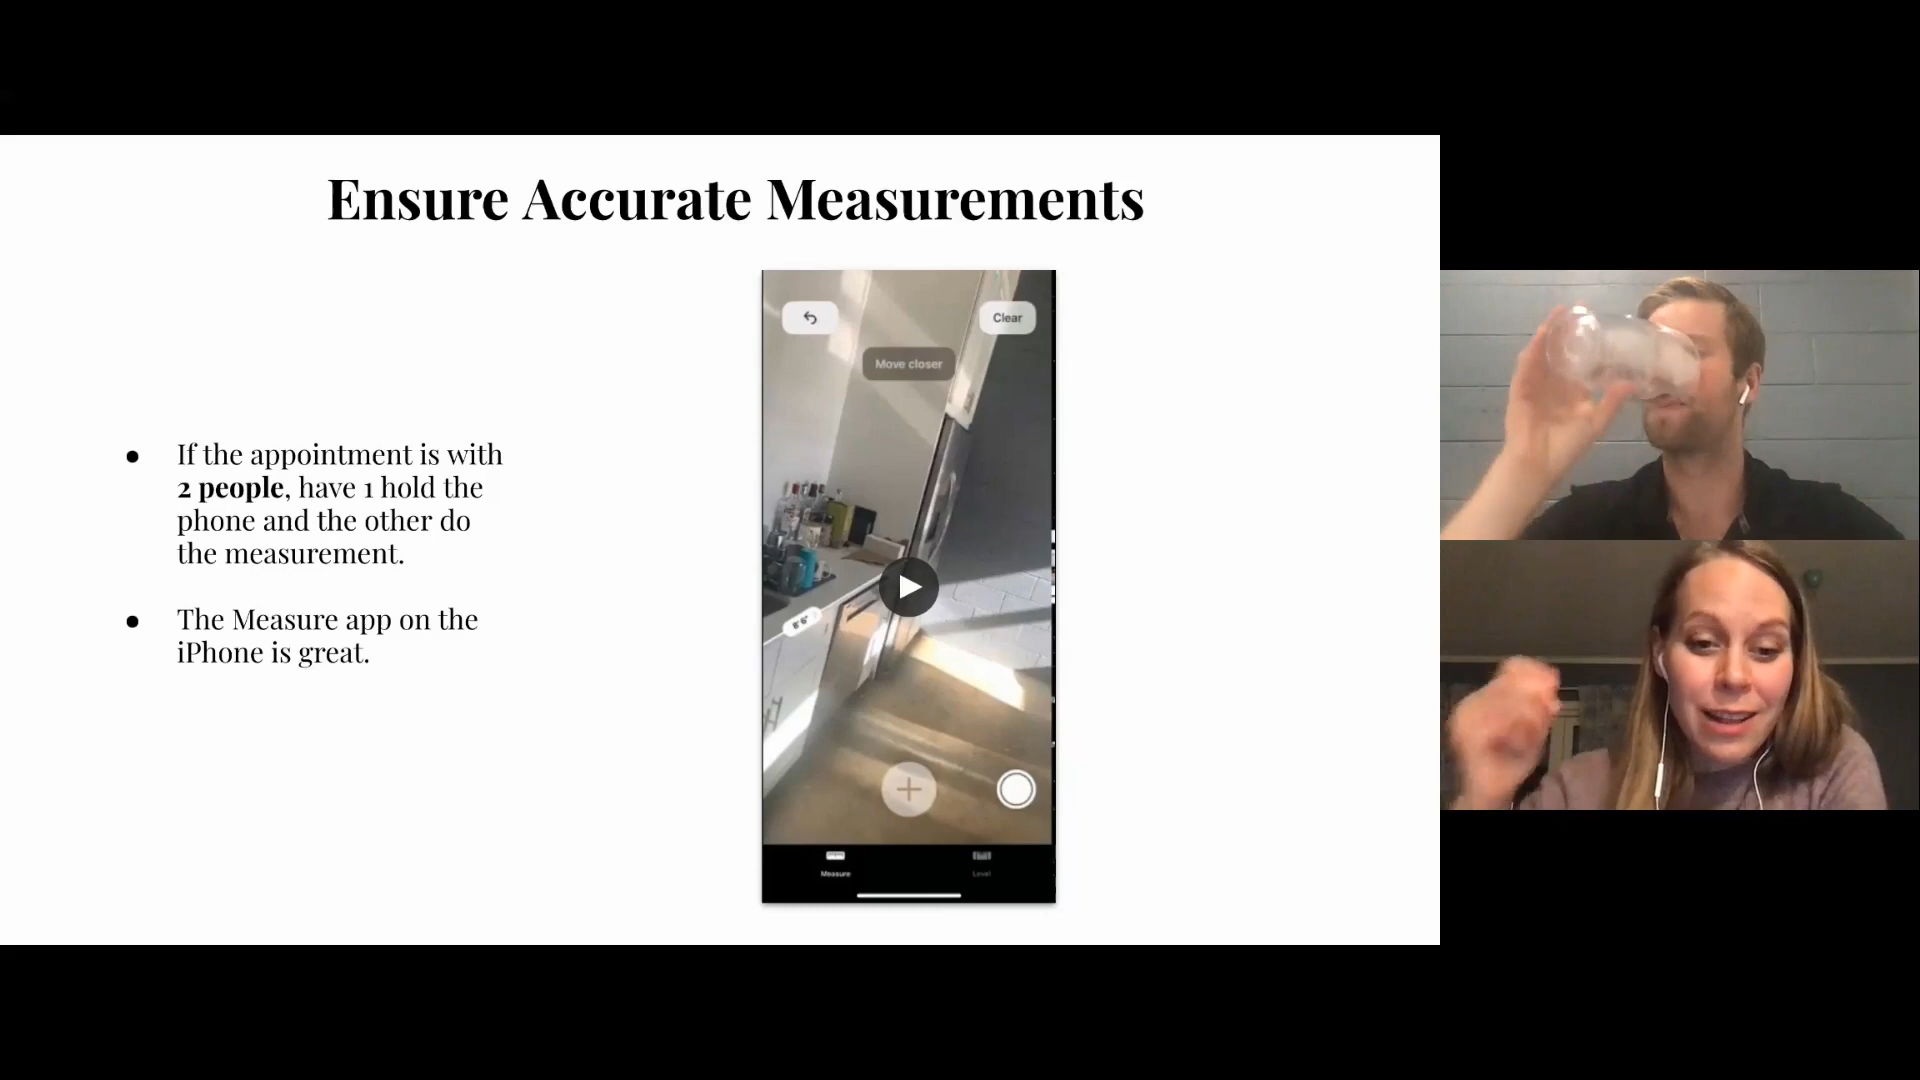 Ensure Accurate Measurements
Clear
Move closer
● If the appointment is with
2 people, have 1 hold the
phone and the other do
the measurement.
● The Measure app on the
iPhone is great.
Measure
Level